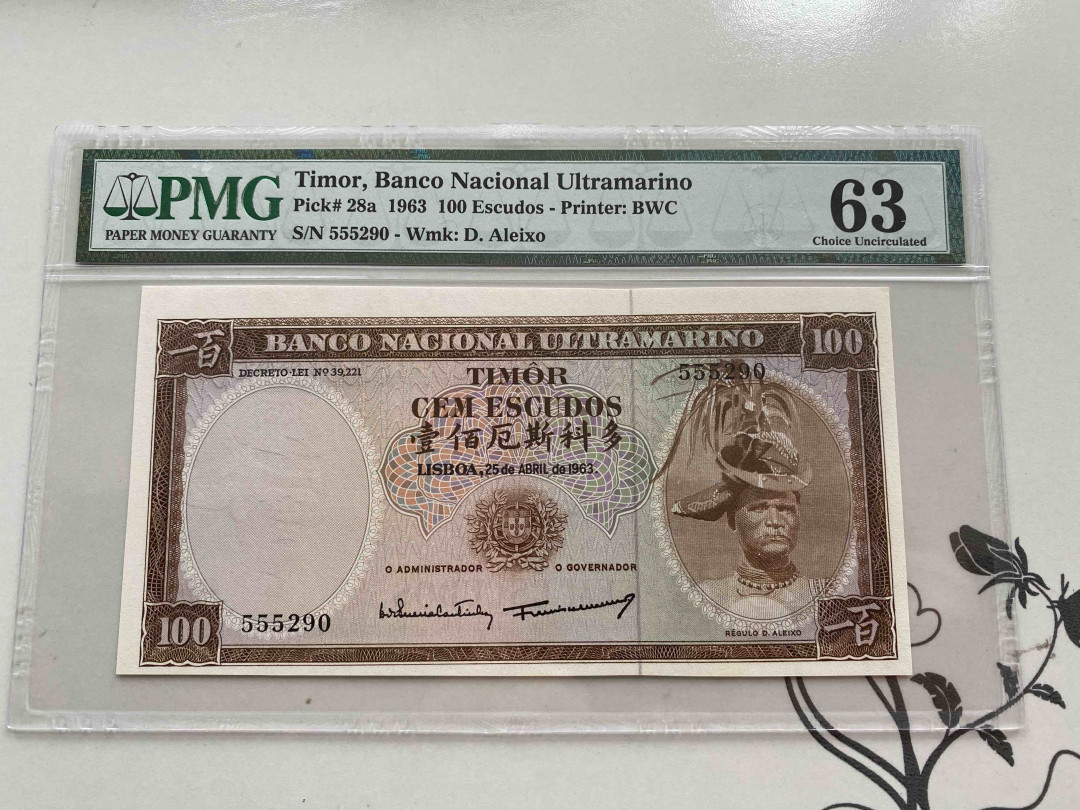 PMG
PAPER MONEY GUARANTY
Timor, Banco Nacional Ultramarino
Pick# 28a 1963 100 Escudos - Printer: BWC
S/N 555290 - Wmk: D. Aleixo
63
Choice Uncirculated
一百
BANCO NACIONAL ULTRAMARINO
100
DECRETO-LEI Nº 39,221
TIMÔR
555290
CEM ESCUDOS
壹佰厄斯科多
LISBOA, 25 de ABRIL de 1963.
O ADMINISTRADOR
O GOVERNADOR
100
555290
RÉGULO D. ALEIXO
一百